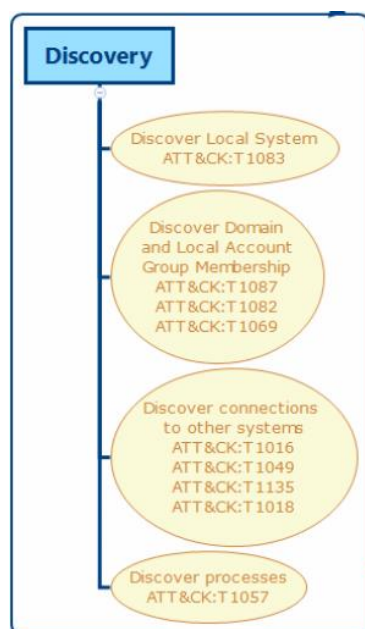 Discovery
Discover Local System
ATT&CK:T1083
Discover Domain
and Local Account
Group Membership
ATT&CK:T1087
ATT&CK:T1082
ATT&CK:T1069
Discover connections
to other systems
ATT&CK:T1016
ATT&CK:T1049
ATT&CK:T1135
ATT&CK:T1018
Discover processes
ATT&CK:T1057